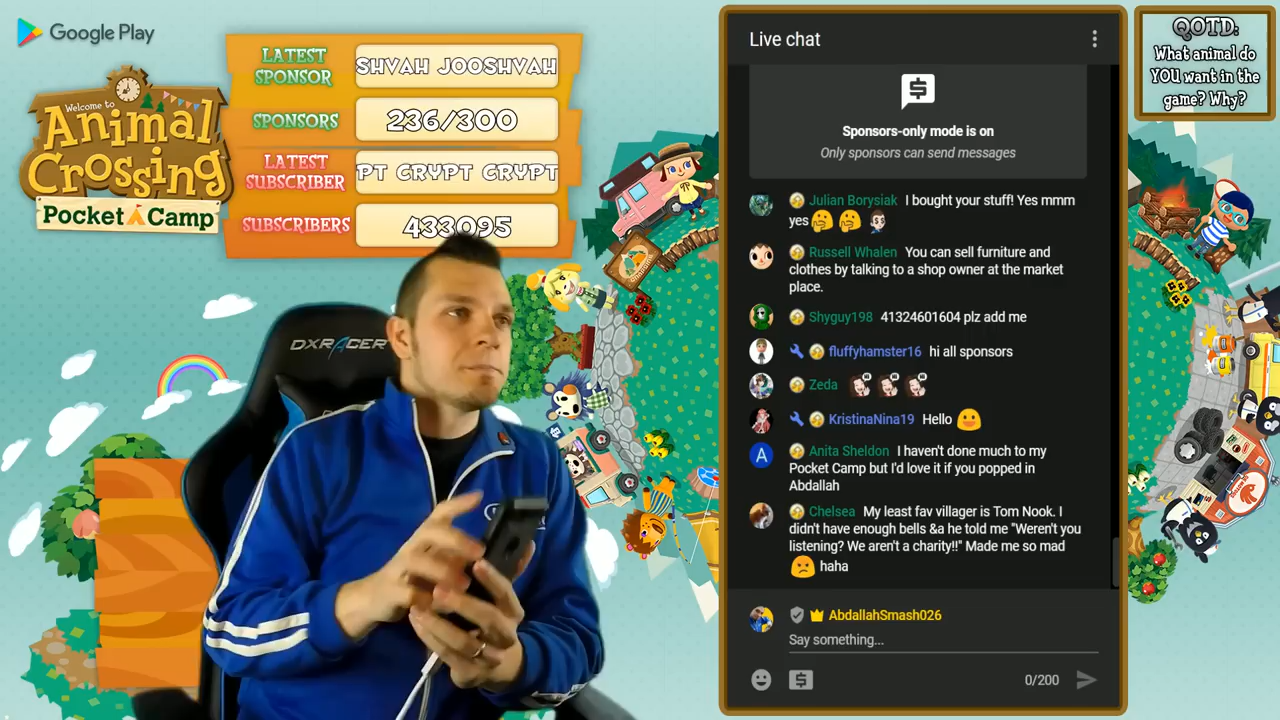 Google Play
Welcome to
Animal
Crossing
Pocket Camp
LATEST
SPONSOR
SHVAH JOOSHVAH
SPONSORS
236/300
LATEST
SUBSCRIBER
PT CRYPT CRYPT
SUBSCRIBERS
433095
DXRACER
Live chat
Sponsors-only mode is on
Only sponsors can send messages
Julian Borysiak I bought your stuff! Yes mmm
yes
Russell Whalen You can sell furniture and
clothes by talking to a shop owner at the market
place.
Shyguy198 41324601604 plz add me
fluffyhamster16 hi all sponsors
Zeda
KristinaNina19 Hello
A
Anita Sheldon I haven't done much to my
Pocket Camp but I'd love it if you popped in
Abdallah
Chelsea My least fav villager is Tom Nook. I
didn't have enough bells &a he told me "Weren't you
listening? We aren't a charity!!" Made me so mad
haha
AbdallahSmash026
Say something...
0/200
QOTD:
What animal do
YOU want in the
game? Why?